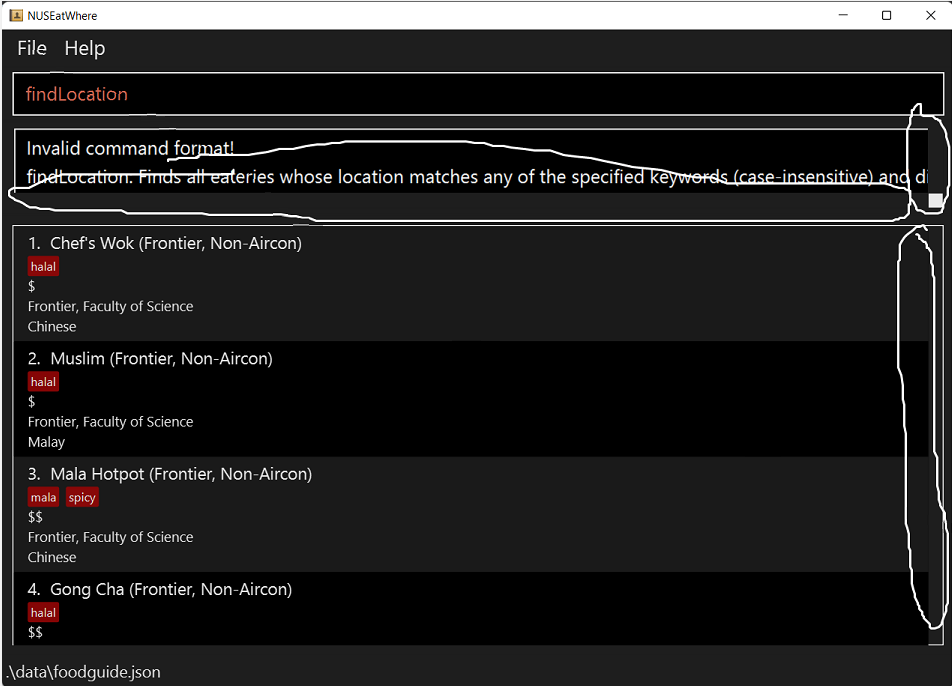 NUSEatWhere
File Help
findLocation
Invalid command format!
findLocation: Finds all eateries whose location matches any of the specified keywords (case-insensitive) and di
1. Chef's Wok (Frontier, Non-Aircon)
halal
$
Frontier, Faculty of Science
Chinese
2. Muslim (Frontier, Non-Aircon)
halal
$
Frontier, Faculty of Science
Malay
3. Mala Hotpot (Frontier, Non-Aircon)
mala spicy
$$
Frontier, Faculty of Science
Chinese
4. Gong Cha (Frontier, Non-Aircon)
halal
$$
.\data\foodguide.json